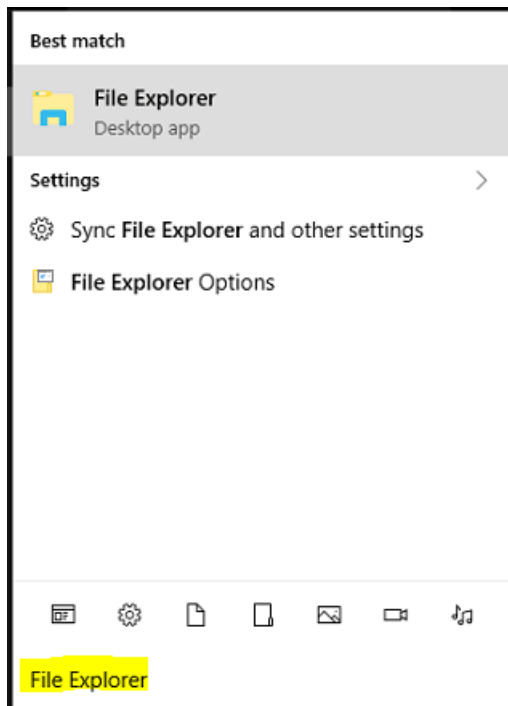 Best match
File Explorer
Desktop app
Settings
Sync File Explorer and other settings
File Explorer Options
File Explorer